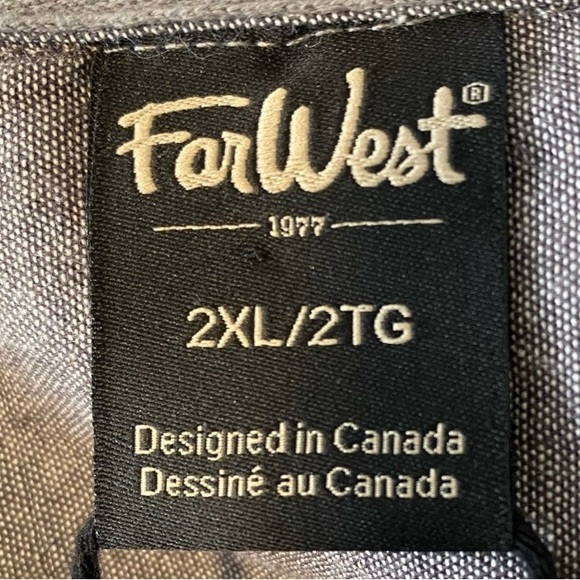 FarWest®
1977
2XL/2TG
Designed in Canada
Dessiné au Canada